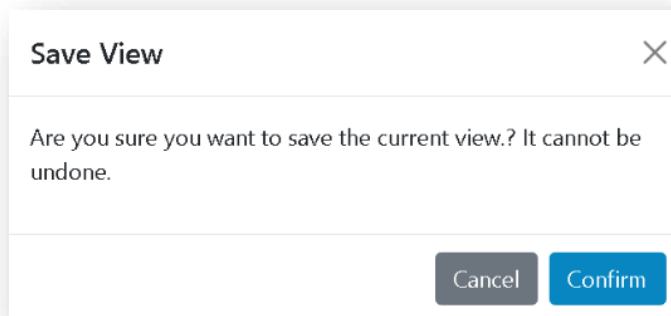 Save View
Are you sure you want to save the current view.? It cannot be
undone.
Cancel Confirm